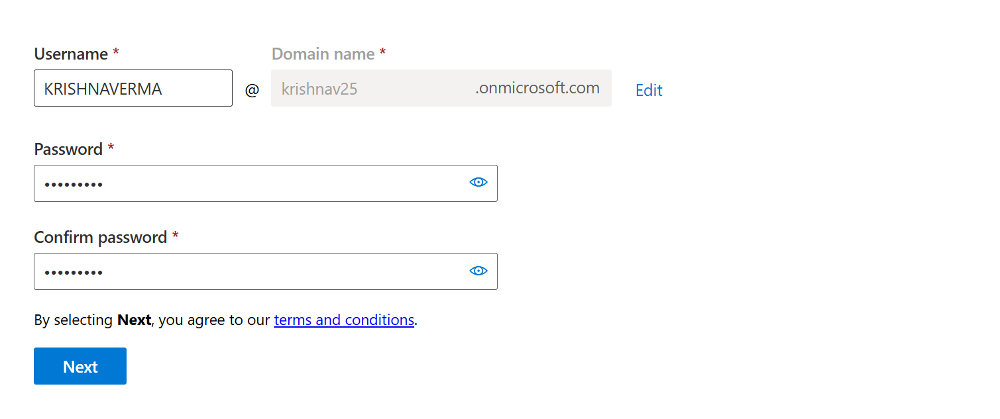 Username * Domain name *
KRISHNAVERMA @ krishnav25 .onmicrosoft.com Edit
Password *
•••••••••
Confirm password *
•••••••••
By selecting Next, you agree to our terms and conditions.
Next